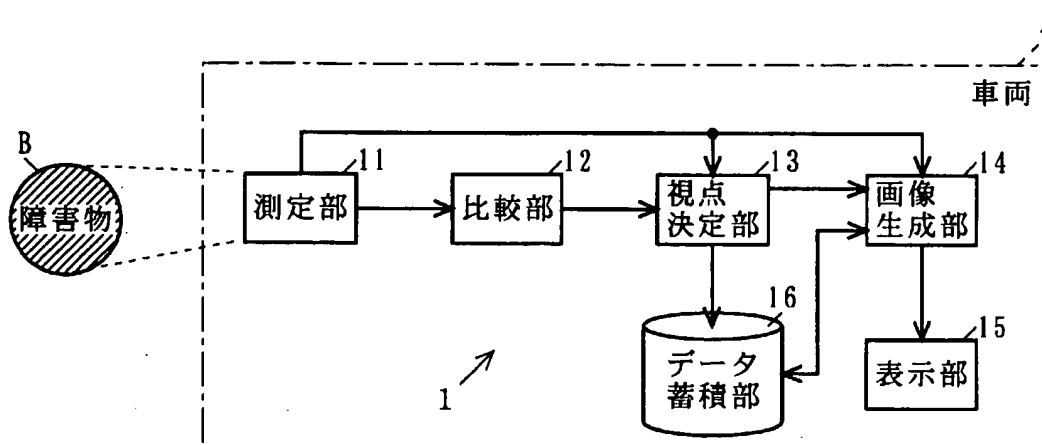 車両
B
障害物
11
測定部
12
比較部
13
視点
決定部
14
画像
生成部
16
データ
蓄積部
15
表示部
1